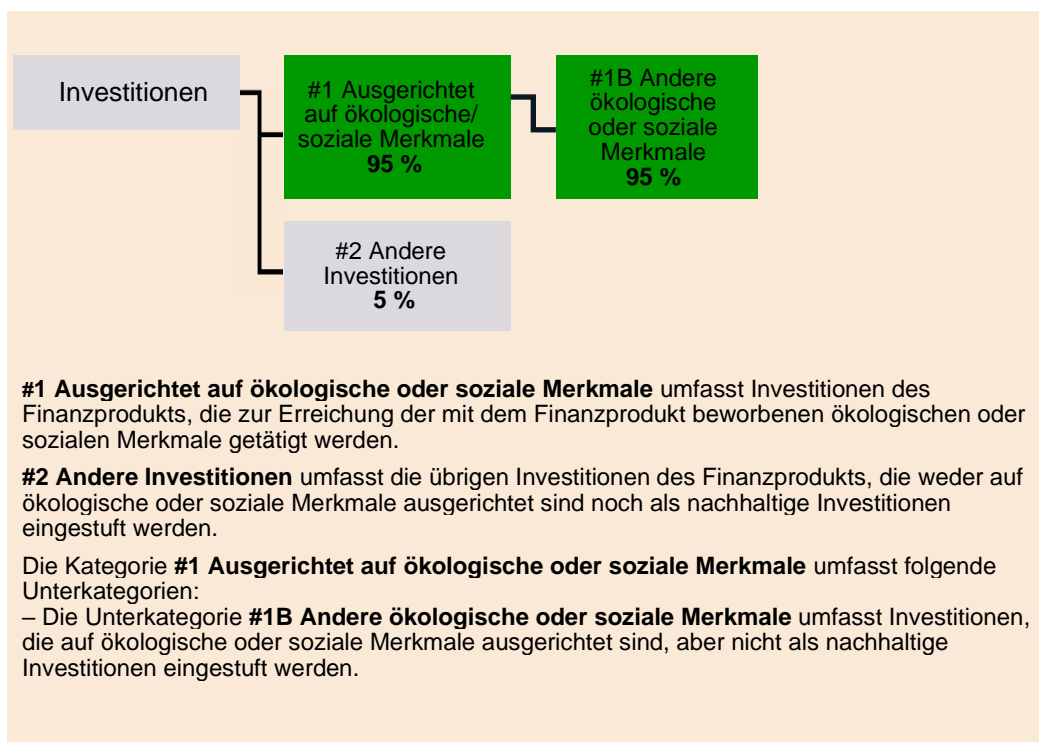 Investitionen
#1 Ausgerichtet
auf ökologische/
soziale Merkmale
95 %
#1B Andere
ökologische
oder soziale
Merkmale
95 %
#2 Andere
Investitionen
5 %
#1 Ausgerichtet auf ökologische oder soziale Merkmale umfasst Investitionen des
Finanzprodukts, die zur Erreichung der mit dem Finanzprodukt beworbenen ökologischen oder
sozialen Merkmale getätigt werden.
#2 Andere Investitionen umfasst die übrigen Investitionen des Finanzprodukts, die weder auf
ökologische oder soziale Merkmale ausgerichtet sind noch als nachhaltige Investitionen
eingestuft werden.
Die Kategorie #1 Ausgerichtet auf ökologische oder soziale Merkmale umfasst folgende
Unterkategorien:
– Die Unterkategorie #1B Andere ökologische oder soziale Merkmale umfasst Investitionen,
die auf ökologische oder soziale Merkmale ausgerichtet sind, aber nicht als nachhaltige
Investitionen eingestuft werden.